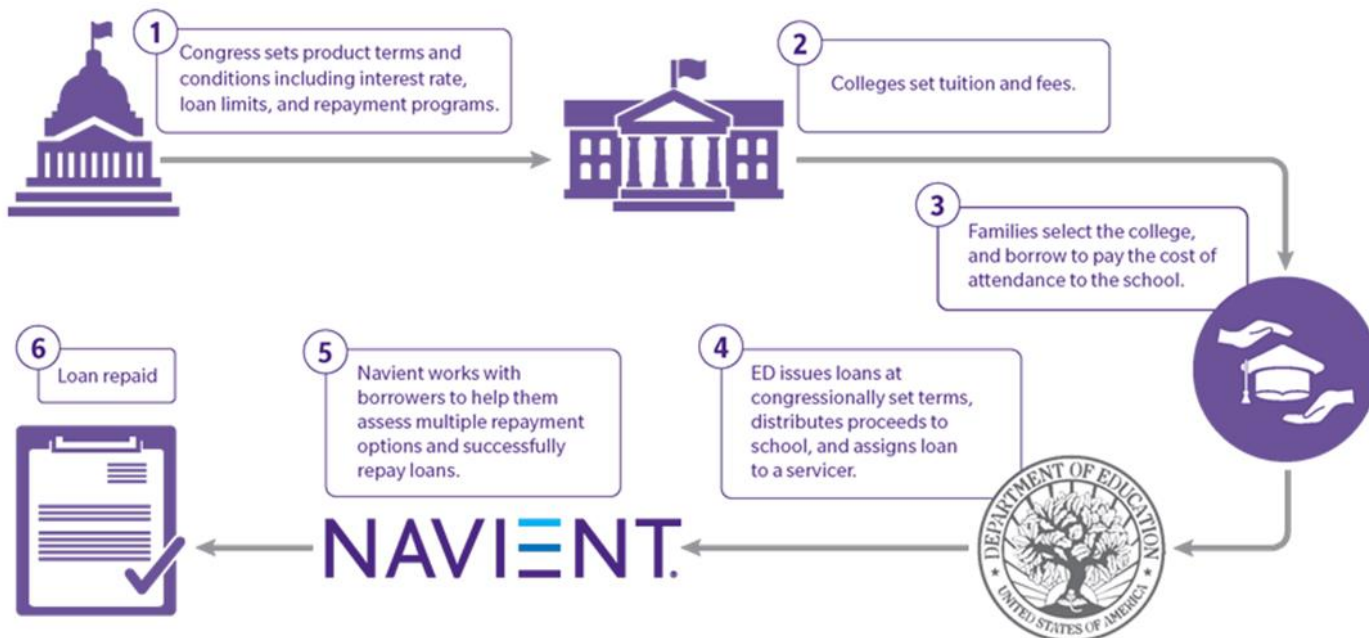 1
Congress sets product terms and
conditions including interest rate,
loan limits, and repayment programs.
2
Colleges set tuition and fees.
3
Families select the college,
and borrow to pay the cost of
attendance to the school.
4
ED issues loans at
congressionally set terms,
distributes proceeds to
school, and assigns loan
to a servicer.
DEPARTMENT OF EDUCATION
UNITED STATES OF AMERICA
5
Navient works with
borrowers to help them
assess multiple repayment
options and successfully
repay loans.
NAVIENT.
6
Loan repaid